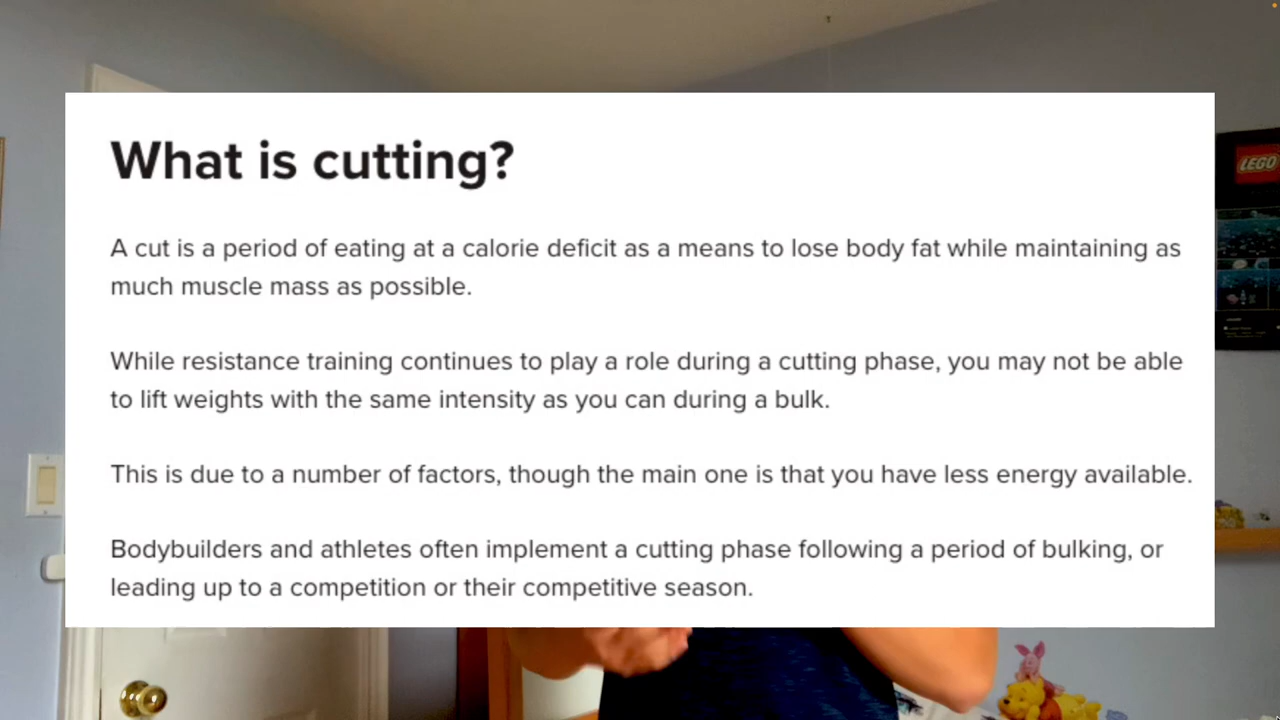 What is cutting?
A cut is a period of eating at a calorie deficit as a means to lose body fat while maintaining as
much muscle mass as possible.
While resistance training continues to play a role during a cutting phase, you may not be able
to lift weights with the same intensity as you can during a bulk.
This is due to a number of factors, though the main one is that you have less energy available.
Bodybuilders and athletes often implement a cutting phase following a period of bulking, or
leading up to a competition or their competitive season.
LEGO